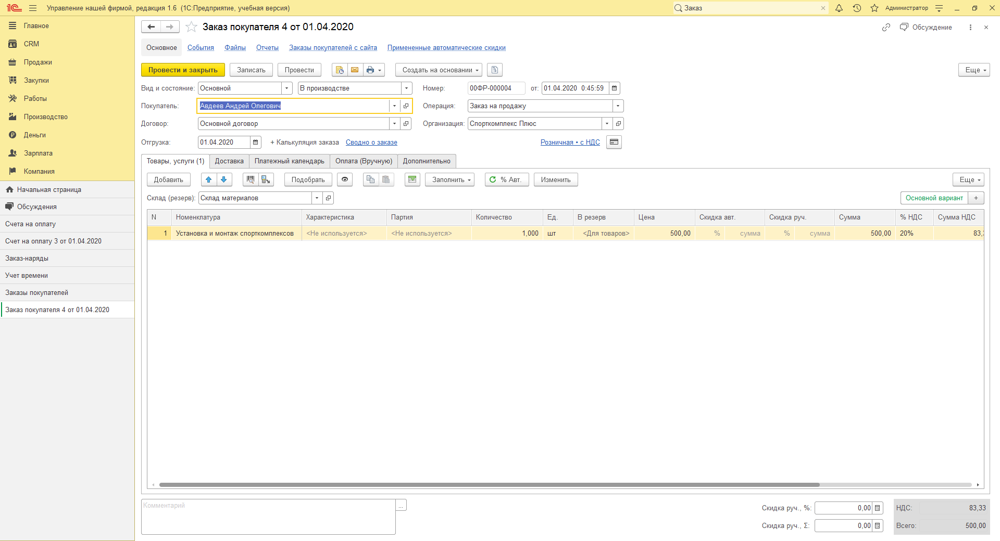 1С Управление нашей фирмой, редакция 1.6 (1С:Предприятие, учебная версия) Заказ Администратор
Главное
CRM
Продажи
Закупки
Работы
Производство
Деньги
Зарплата
Компания
Начальная страница
Обсуждения
Счета на оплату
Счет на оплату 3 от 01.04.2020
Заказ-наряды
Учет времени
Заказы покупателей
Заказ покупателя 4 от 01.04.2020
Заказ покупателя 4 от 01.04.2020 Обсуждение
Основное События Файлы Отчеты Заказы покупателей с сайта Примененные автоматические скидки
Провести и закрыть Записать Провести Создать на основании Еще
Вид и состояние: Основной В производстве Номер: 00ФР-000004 от: 01.04.2020 0:45:59
Покупатель: Авдеев Андрей Олегович Операция: Заказ на продажу
Договор: Основной договор Организация: Спорткомплекс Плюс
Отгрузка: 01.04.2020 + Калькуляция заказа Сводно о заказе Розничная • с НДС
Товары, услуги (1) Доставка Платежный календарь Оплата (Вручную) Дополнительно
Добавить Подобрать Заполнить % Авт. Изменить Еще
Склад (резерв): Склад материалов Основной вариант +
N Номенклатура Характеристика Партия Количество Ед. В резерв Цена Скидка авт. Скидка руч. Сумма % НДС Сумма НДС
1 Установка и монтаж спорткомплексов <Не используется> <Не используется> 1,000 шт <Для товаров> 500,00 % сумма % сумма 500,00 20% 83,
Комментарий ...
Скидка руч., %: 0,00 НДС: 83,33
Скидка руч., Σ: 0,00 Всего: 500,00